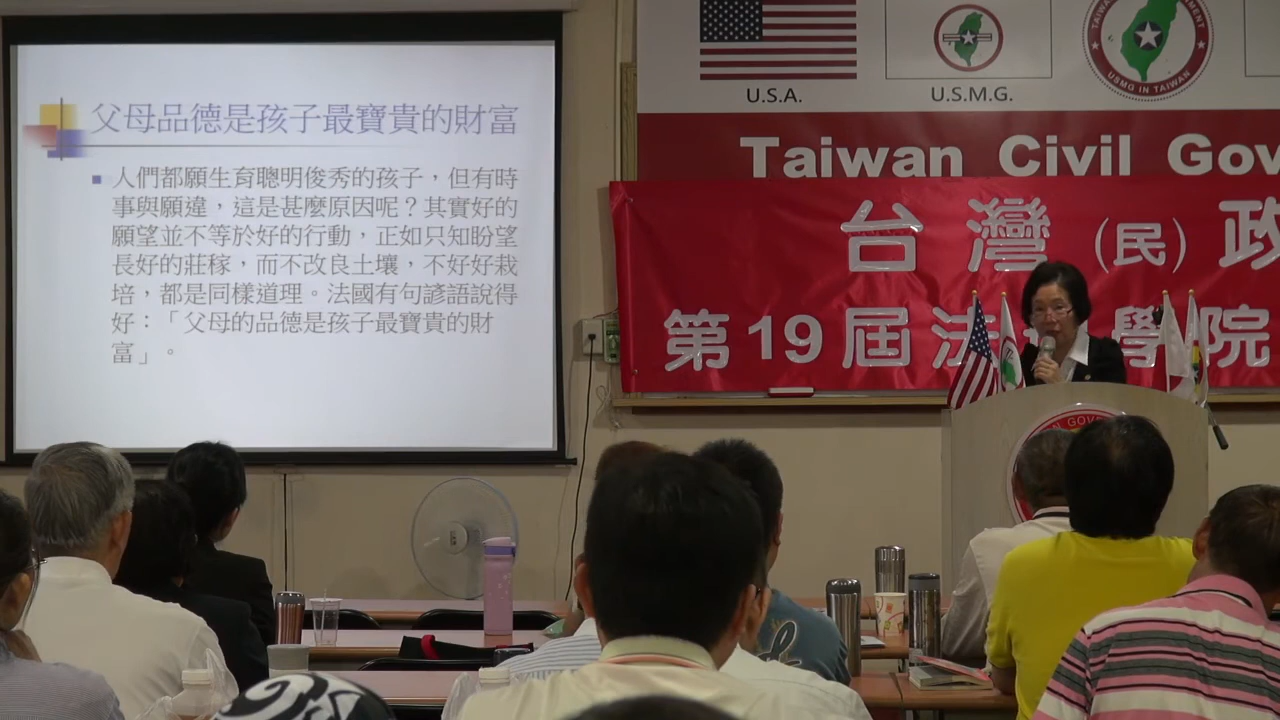 父母品德是孩子最寶貴的財富
人們都願生育聰明俊秀的孩子，但有時
事與願違，這是甚麼原因呢？其實好的
願望並不等於好的行動，正如只知盼望
長好的莊稼，而不改良土壤，不好好栽
培，都是同樣道理。法國有句諺語說得
好：「父母的品德是孩子最寶貴的財
富」。
U.S.A.
U.S.M.G.
USMG IN TAIWAN
Taiwan Civil Gov
台灣（民）政
第19屆法 學院